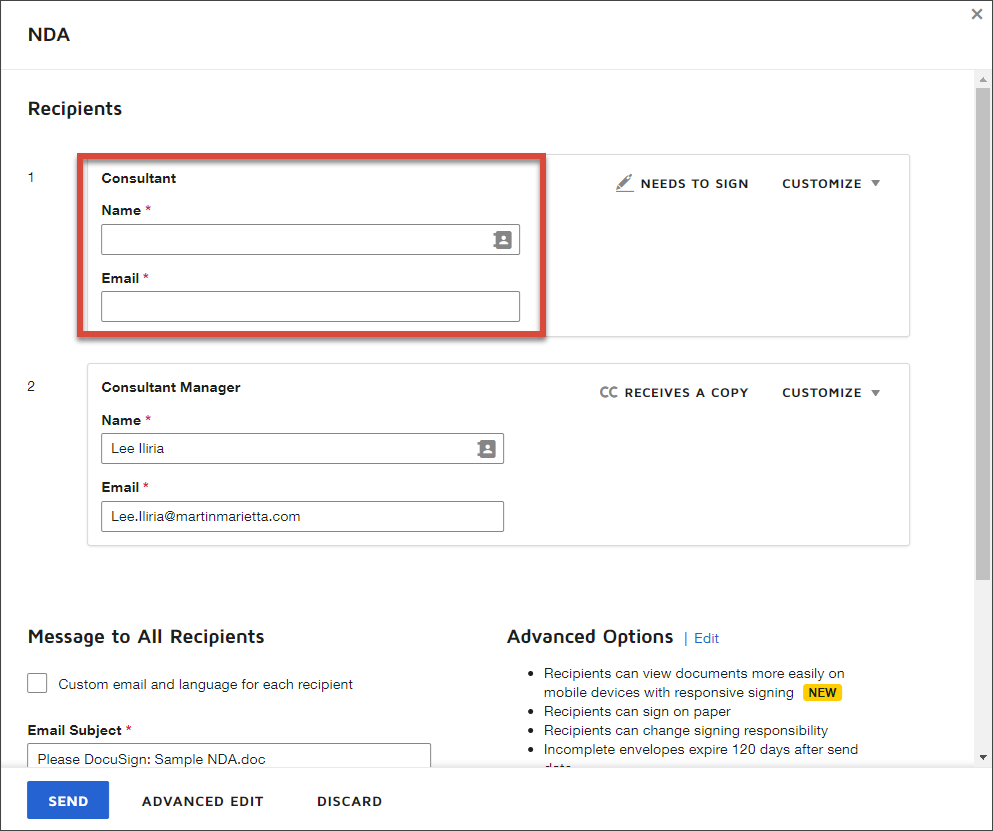 NDA
Recipients
1
Consultant
NEEDS TO SIGN
CUSTOMIZE
Name *
Email *
2
Consultant Manager
CC RECEIVES A COPY
CUSTOMIZE
Name *
Lee Iliria
Email *
Lee.Iliria@martinmarietta.com
Message to All Recipients
Custom email and language for each recipient
Email Subject *
Please DocuSign: Sample NDA.doc
Advanced Options | Edit
• Recipients can view documents more easily on
mobile devices with responsive signing NEW
• Recipients can sign on paper
• Recipients can change signing responsibility
• Incomplete envelopes expire 120 days after send
date
SEND
ADVANCED EDIT
DISCARD